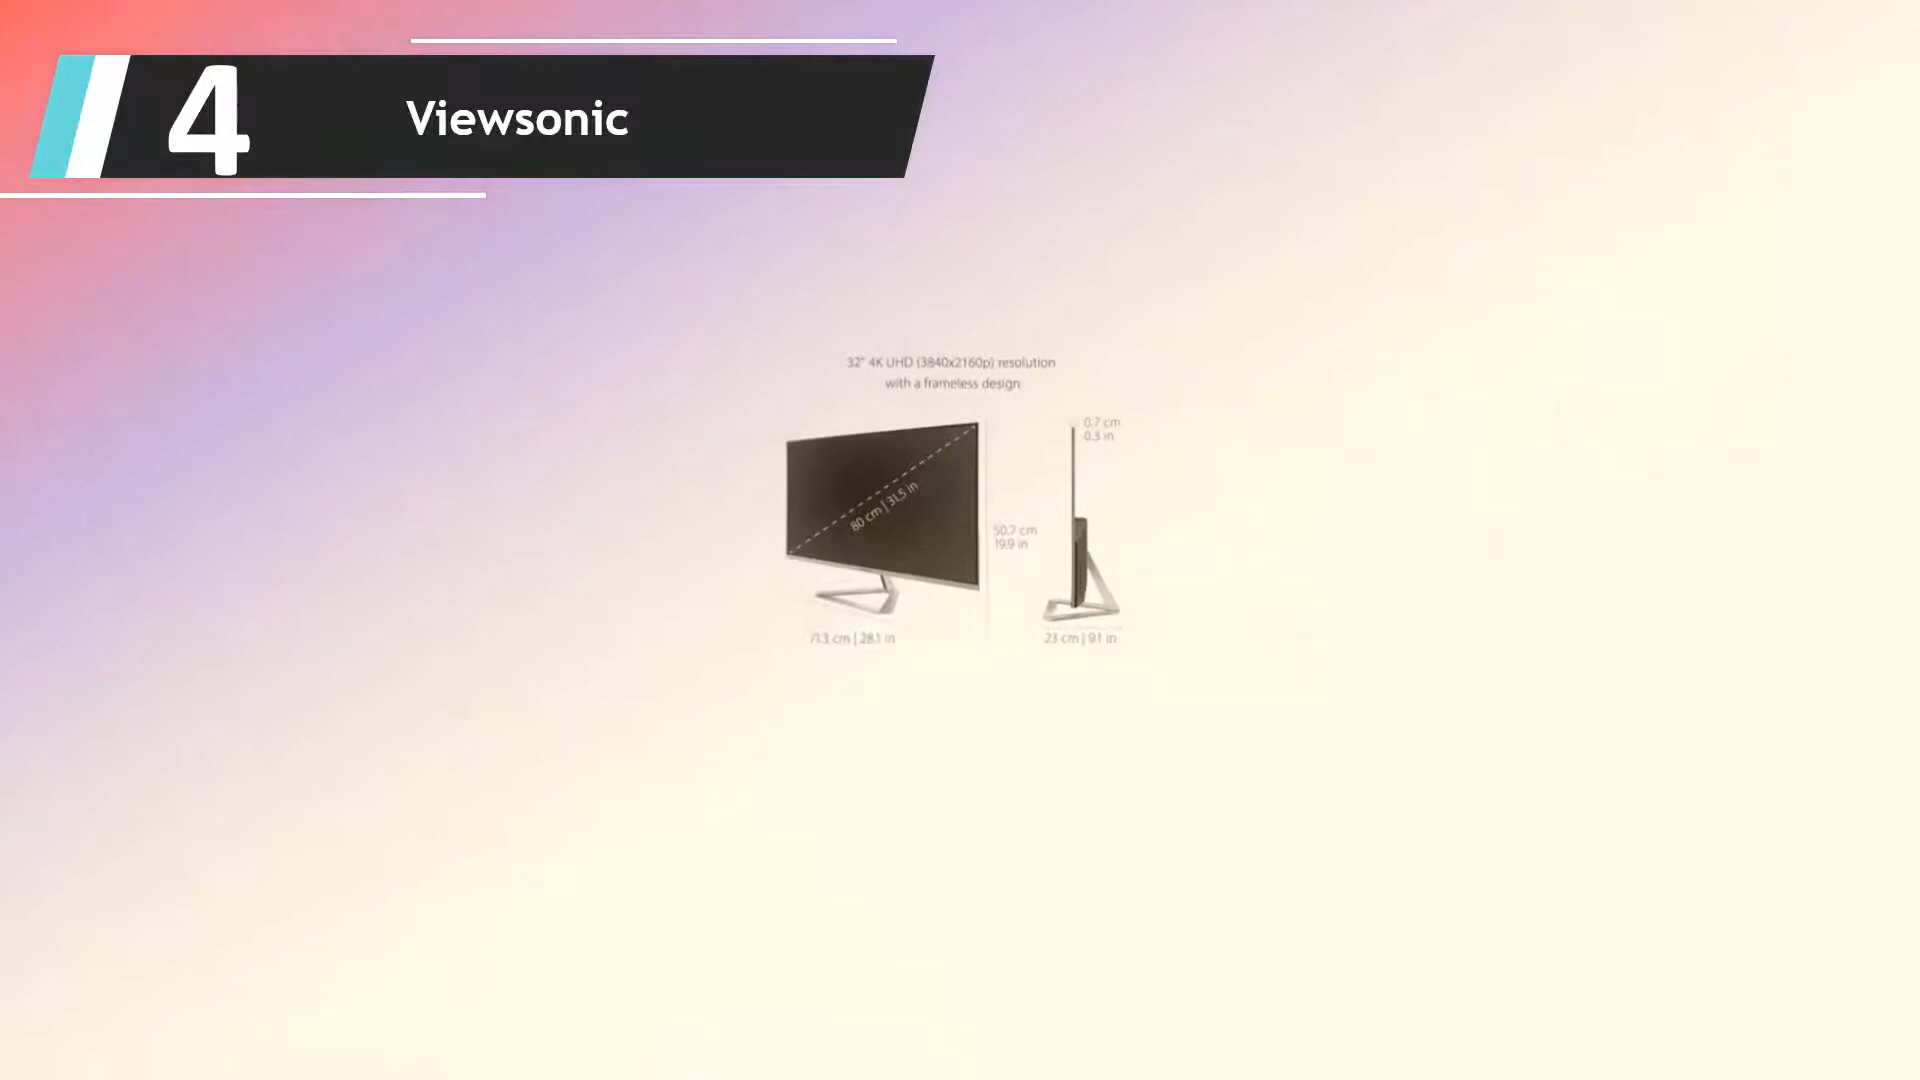 4
Viewsonic
32" 4K UHD (3840x2160p) resolution
with a frameless design
0.7 cm
0.3 in
80 cm | 31.5 in
50.7 cm
19.9 in
71.3 cm | 28.1 in
23 cm | 9.1 in